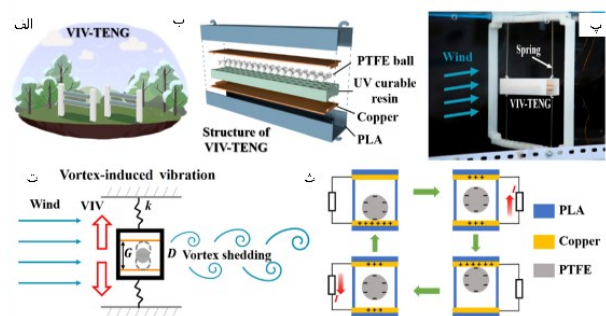 الف
VIV-TENG
ب
PTFE ball
UV curable
resin
Copper
PLA
Structure of
VIV-TENG
پ
Wind
Spring
VIV-TENG
ت
Vortex-induced vibration
Wind
VIV
k
G
D
Vortex shedding
ث
I
I
PLA
Copper
PTFE